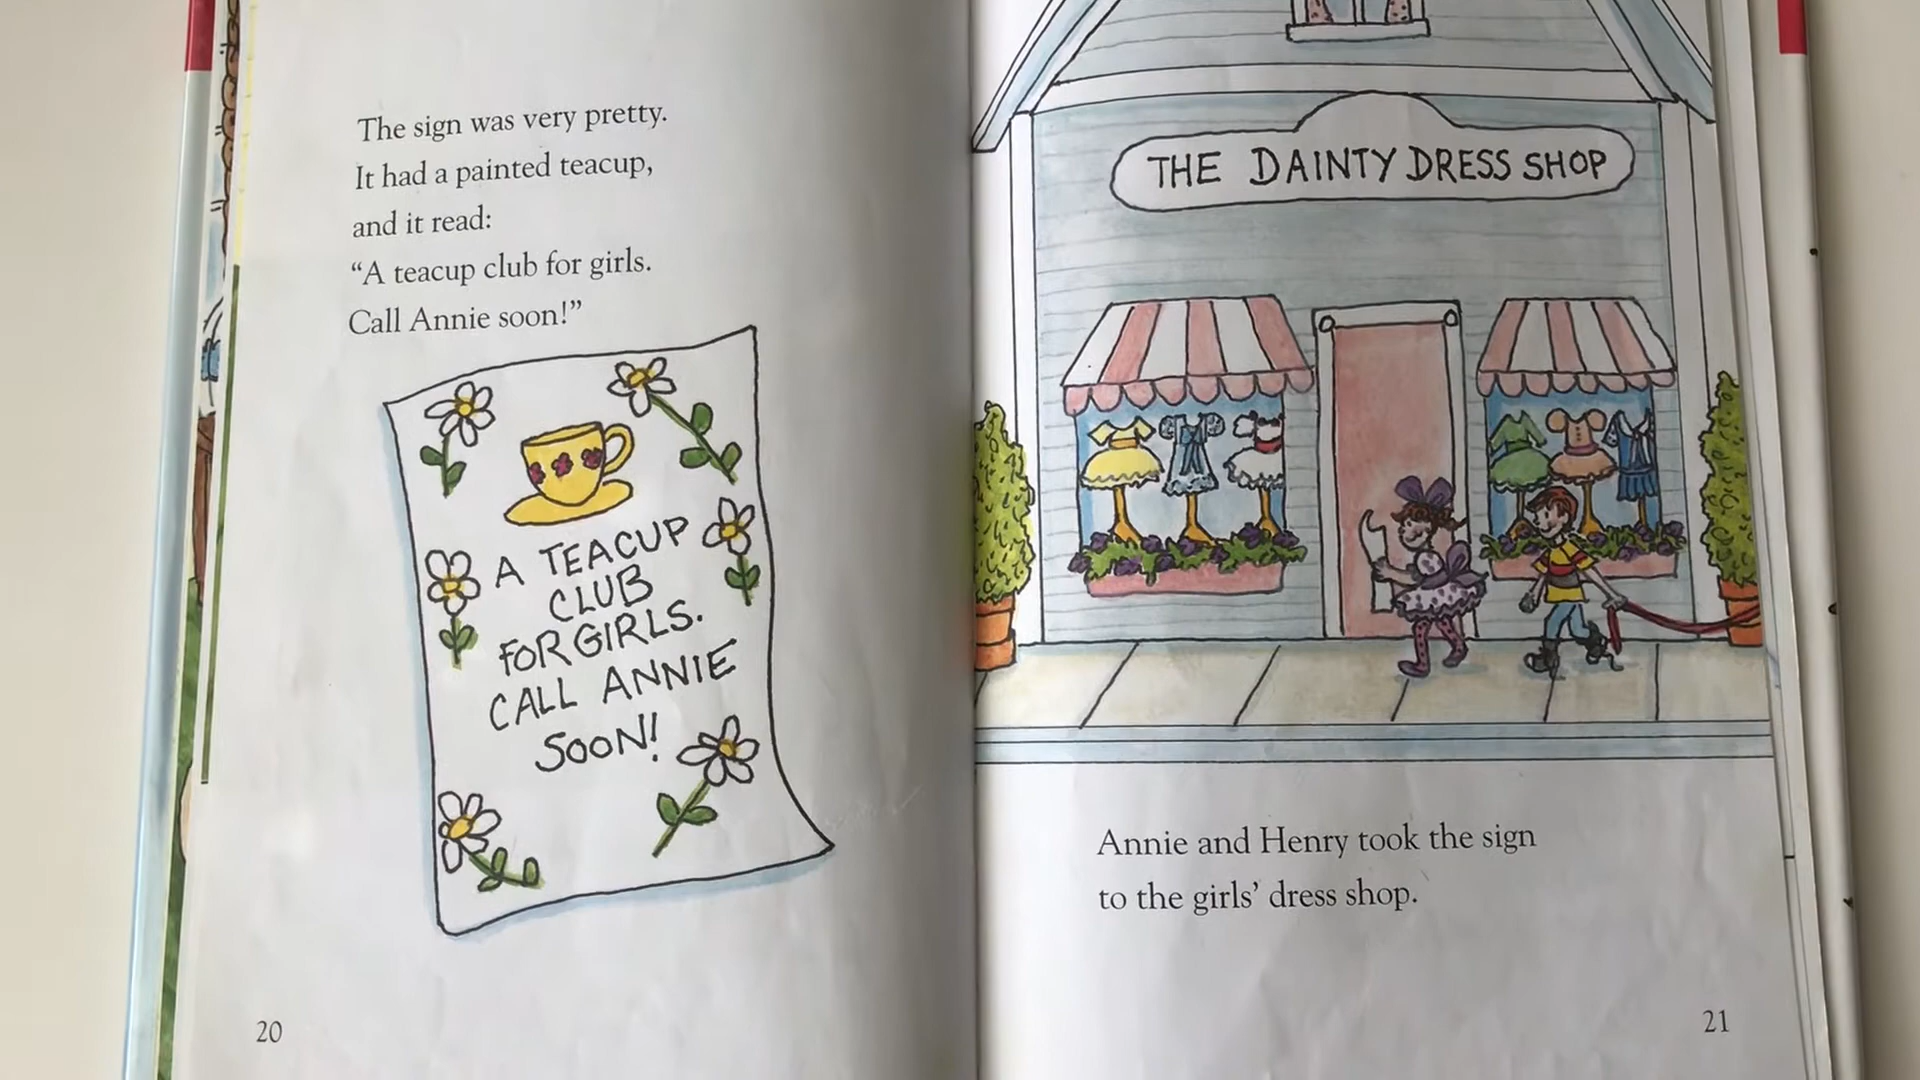 The sign was very pretty.
It had a painted teacup,
and it read:
“A teacup club for girls.
Call Annie soon!”
A TEACUP
CLUB
FOR GIRLS.
CALL ANNIE
SOON!
20
THE DAINTY DRESS SHOP
Annie and Henry took the sign
to the girls’ dress shop.
21